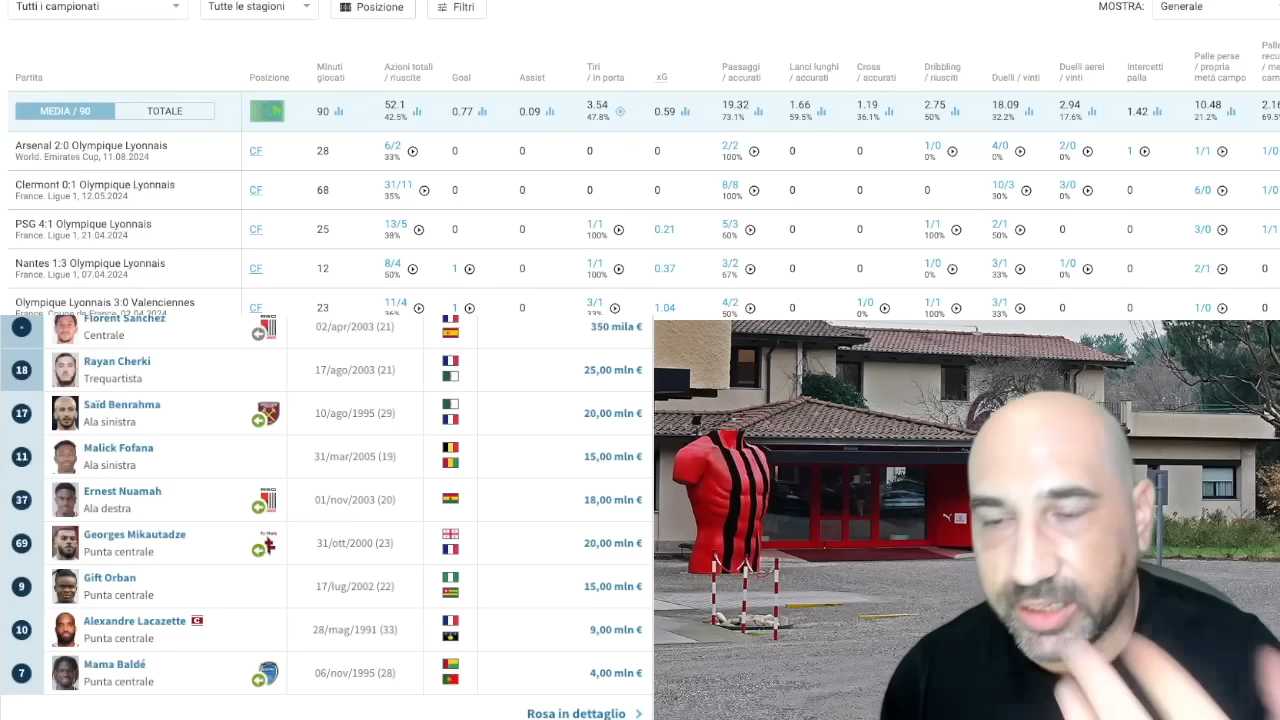 Tutti i campionati
Tutte le stagioni
Posizione
Filtri
MOSTRA:
Generale
Partita
Posizione
Minuti
giocati
Azioni totali
/ riuscite
Goal
Assist
Tiri
/ in porta
xG
Passaggi
/ accurati
Lanci lunghi
/ accurati
Cross
/ accurati
Dribbling
/ riusciti
Duelli / vinti
Duelli aerei
/ vinti
Intercetti
palla
Palle perse
/ propria
metà campo
MEDIA / 90 TOTALE 90 52.1 0.77 0.09 3.54 0.59 19.32 1.66 1.19 2.75 18.09 2.94 1.42 10.48
42.5% 47.8% 73.1% 59.5% 36.1% 50% 32.2% 17.6% 21.2%
Arsenal 2:0 Olympique Lyonnais CF 28 6/2 0 0 0 0 2/2 0 0 1/0 4/0 2/0 1 1/1 1/0
World. Emirates Cup, 11.08.2024 33% 100% 0% 0% 0%
Clermont 0:1 Olympique Lyonnais CF 68 31/11 0 0 0 0 8/8 0 0 0 10/3 3/0 0 6/0 1/0
France. Ligue 1, 12.05.2024 35% 100% 30% 0%
PSG 4:1 Olympique Lyonnais CF 25 13/5 0 0 1/1 0.21 5/3 0 0 1/1 2/1 0 0 3/0 1/1
France. Ligue 1, 21.04.2024 38% 100% 60% 100% 50%
Nantes 1:3 Olympique Lyonnais CF 12 8/4 1 0 1/1 0.37 3/2 0 0 1/0 3/1 1/0 0 2/1 0
France. Ligue 1, 07.04.2024 50% 100% 67% 0% 33% 0%
Olympique Lyonnais 3:0 Valenciennes CF 23 11/4 1 0 3/1 1.04 4/2 0 1/0 1/1 3/1 0 0 1/0 0
France. Coupe de France, 02.04.2024 36% 33% 50% 0% 100% 33%
- Florent Sanchez 02/apr/2003 (21) 350 mila €
Centrale
18 Rayan Cherki 17/ago/2003 (21) 25,00 mln €
Trequartista
17 Saïd Benrahma 10/ago/1995 (29) 20,00 mln €
Ala sinistra
11 Malick Fofana 31/mar/2005 (19) 15,00 mln €
Ala sinistra
37 Ernest Nuamah 01/nov/2003 (20) 18,00 mln €
Ala destra
69 Georges Mikautadze 31/ott/2000 (23) 20,00 mln €
Punta centrale
9 Gift Orban 17/lug/2002 (22) 15,00 mln €
Punta centrale
10 Alexandre Lacazette 28/mag/1991 (33) 9,00 mln €
Punta centrale
7 Mama Baldé 06/nov/1995 (28) 4,00 mln €
Punta centrale
Rosa in dettaglio